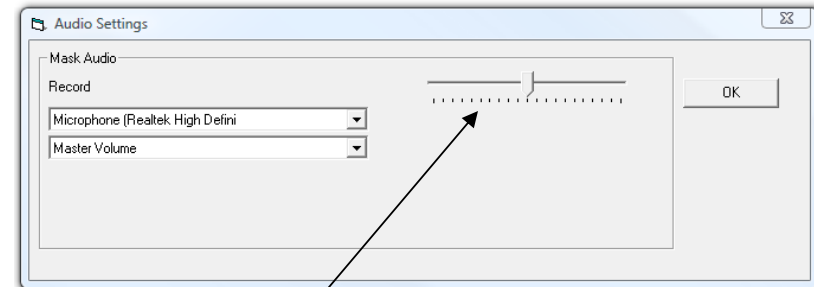 Audio Settings
Mask Audio
Record
OK
Microphone (Realtek High Defini
Master Volume